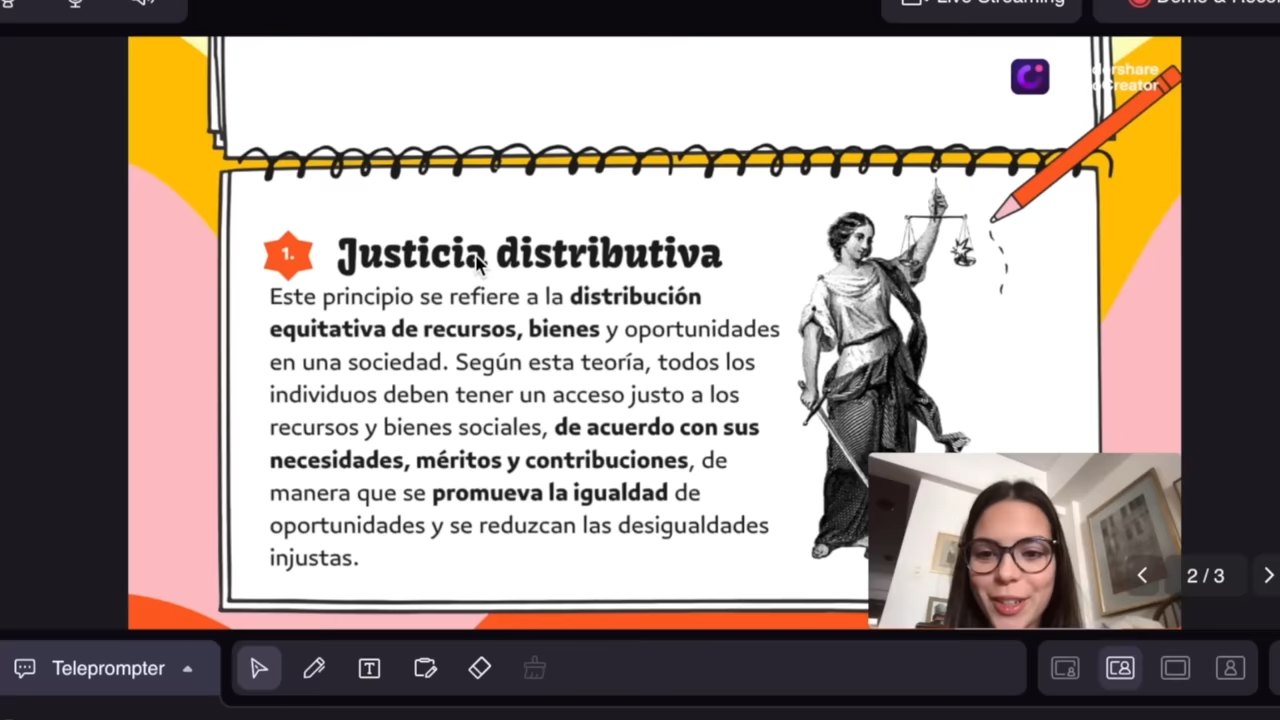 Live Streaming
1.
Justicia distributiva
Este principio se refiere a la distribución
equitativa de recursos, bienes y oportunidades
en una sociedad. Según esta teoría, todos los
individuos deben tener un acceso justo a los
recursos y bienes sociales, de acuerdo con sus
necesidades, méritos y contribuciones, de
manera que se promueva la igualdad de
oportunidades y se reduzcan las desigualdades
injustas.
2 / 3
Teleprompter